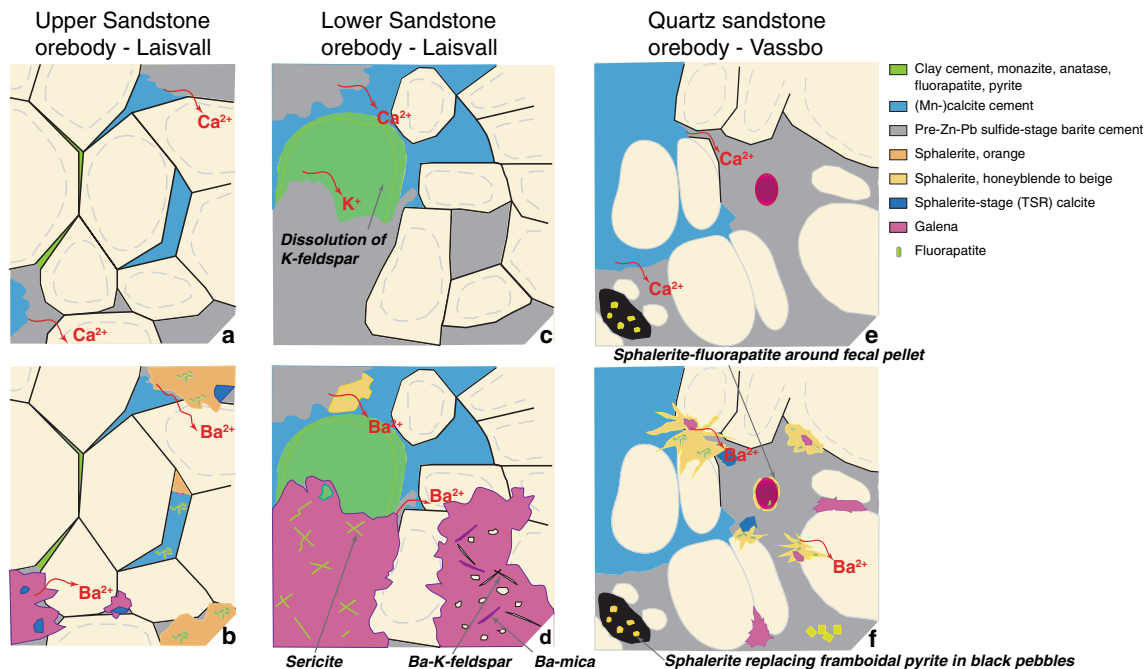 Upper Sandstone
orebody - Laisvall
Lower Sandstone
orebody - Laisvall
Quartz sandstone
orebody - Vassbo
Clay cement, monazite, anatase,
fluorapatite, pyrite
(Mn-)calcite cement
Pre-Zn-Pb sulfide-stage barite cement
Sphalerite, orange
Sphalerite, honeyblende to beige
Sphalerite-stage (TSR) calcite
Galena
Fluorapatite
Ca²⁺
Ca²⁺
a
Ca²⁺
K⁺
Dissolution of
K-feldspar
c
Ca²⁺
Ca²⁺
e
Sphalerite-fluorapatite around fecal pellet
Ba²⁺
Ba²⁺
b
Ba²⁺
Ba²⁺
d
Sericite
Ba-K-feldspar
Ba-mica
Ba²⁺
Ba²⁺
f
Sphalerite replacing framboidal pyrite in black pebbles